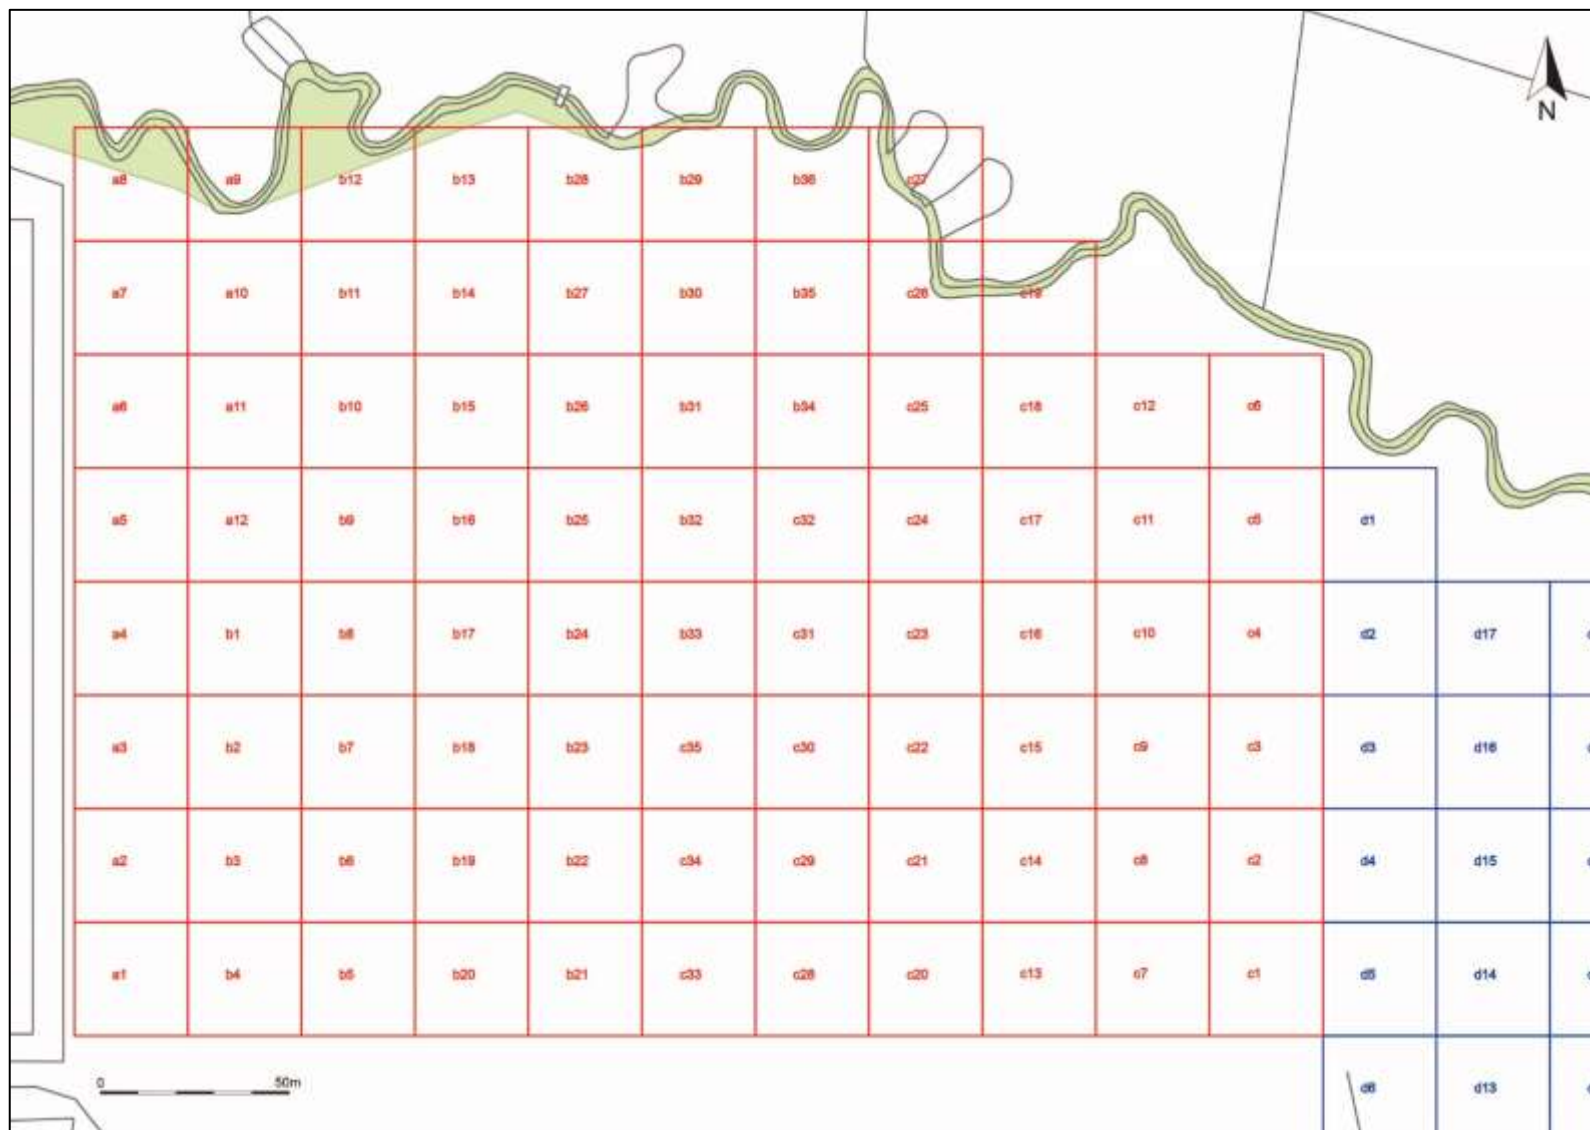 N
a8 a9 b12 b13 b28 b29 b36 c27
a7 a10 b11 b14 b27 b30 b35 c26 c19
a6 a11 b10 b15 b26 b31 b34 c25 c18 c12 c6
a5 a12 b9 b16 b25 b32 c32 c24 c17 c11 c5 d1
a4 b1 b8 b17 b24 b33 c31 c23 c16 c10 c4 d2 d17
a3 b2 b7 b18 b23 c35 c30 c22 c15 c9 c3 d3 d16
a2 b3 b6 b19 b22 c34 c29 c21 c14 c8 c2 d4 d15
a1 b4 b5 b20 b21 c33 c28 c20 c13 c7 c1 d5 d14
0 50m d6 d13